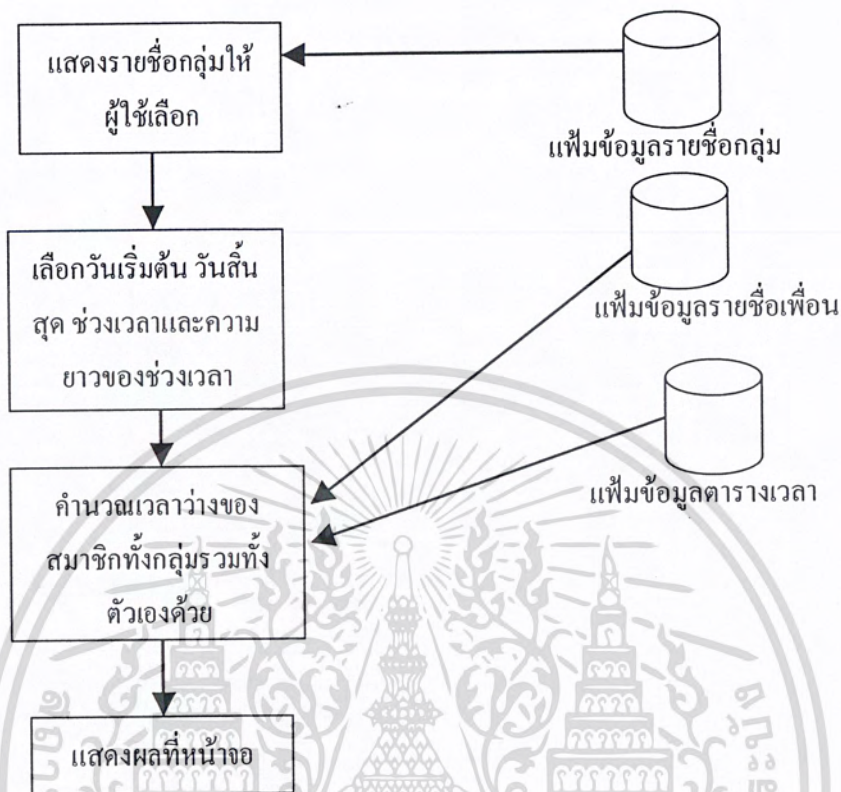 แสดงรายชื่อกลุ่มให้
ผู้ใช้เลือก
แฟ้มข้อมูลรายชื่อกลุ่ม
เลือกวันเริ่มต้น วันสิ้น
สุด ช่วงเวลาและความ
ยาวของช่วงเวลา
แฟ้มข้อมูลรายชื่อเพื่อน
แฟ้มข้อมูลตารางเวลา
คำนวณเวลาว่างของ
สมาชิกทั้งกลุ่มรวมทั้ง
ตัวเองด้วย
แสดงผลที่หน้าจอ